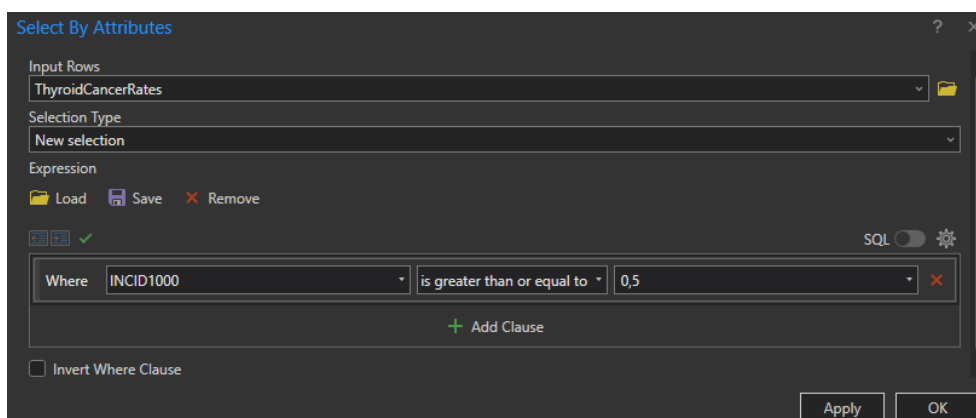 Select By Attributes ?
Input Rows
ThyroidCancerRates
Selection Type
New selection
Expression
Load Save Remove
SQL
Where INCID1000 is greater than or equal to 0,5
Add Clause
Invert Where Clause
Apply OK